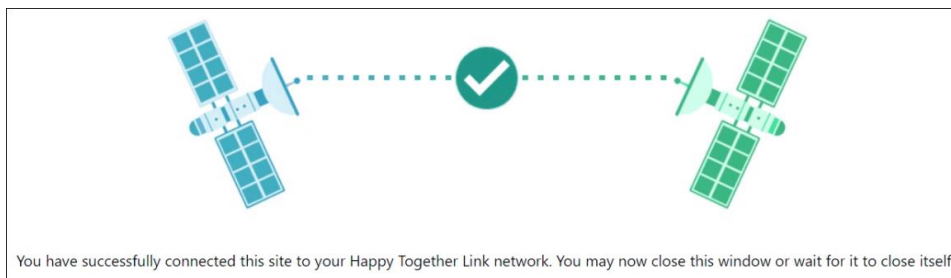 You have successfully connected this site to your Happy Together Link network. You may now close this window or wait for it to close itself